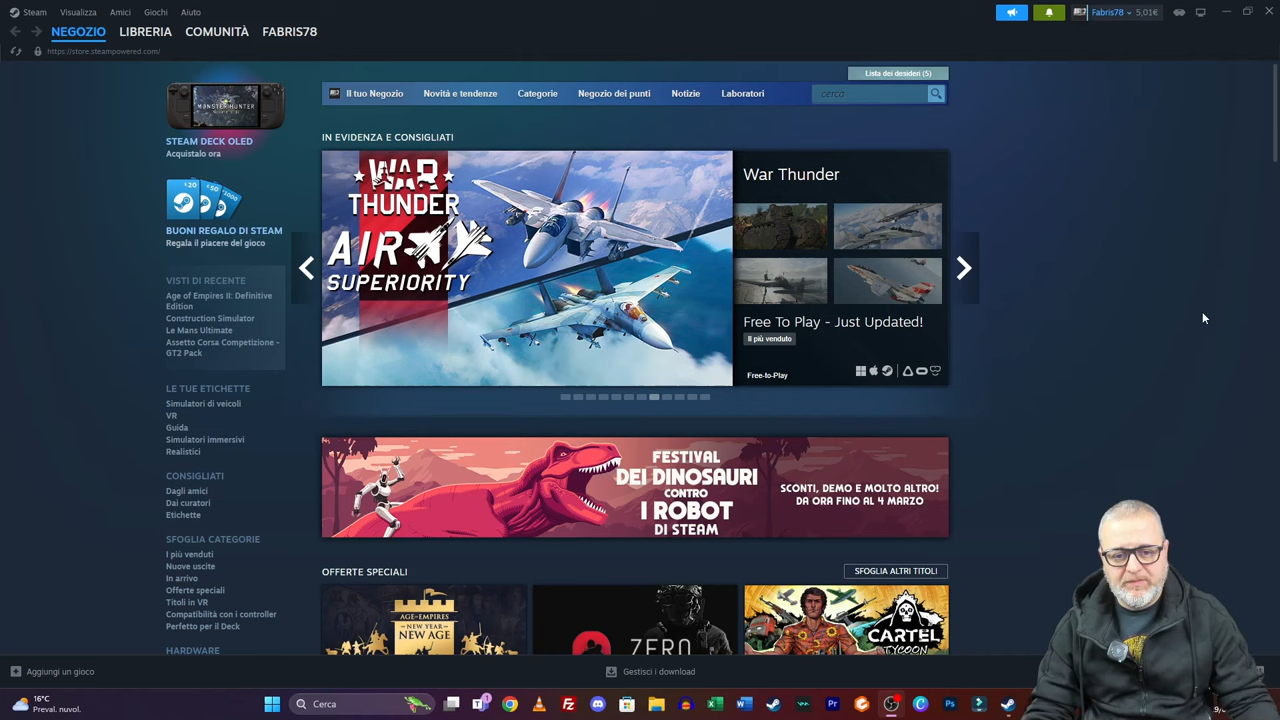 Steam Visualizza Amici Giochi Aiuto
Fabris78 5,01€
NEGOZIO LIBRERIA COMUNITÀ FABRIS78
https://store.steampowered.com/
Lista dei desideri (5)
Il tuo Negozio Novità e tendenze Categorie Negozio dei punti Notizie Laboratori cerca
MONSTER HUNTER
STEAM DECK OLED
Acquistalo ora
IN EVIDENZA E CONSIGLIATI
WAR
THUNDER
AIR
SUPERIORITY
War Thunder
Free To Play - Just Updated!
Il più venduto
Free-to-Play
BUONI REGALO DI STEAM
Regala il piacere del gioco
VISTI DI RECENTE
Age of Empires II: Definitive
Edition
Construction Simulator
Le Mans Ultimate
Assetto Corsa Competizione -
GT2 Pack
LE TUE ETICHETTE
Simulatori di veicoli
VR
Guida
Simulatori immersivi
Realistici
CONSIGLIATI
Dagli amici
Dai curatori
Etichette
SFOGLIA CATEGORIE
I più venduti
Nuove uscite
In arrivo
Offerte speciali
Titoli in VR
Compatibilità con i controller
Perfetto per il Deck
HARDWARE
FESTIVAL
DEI DINOSAURI
CONTRO
I ROBOT
DI STEAM
SCONTI, DEMO E MOLTO ALTRO!
DA ORA FINO AL 4 MARZO
OFFERTE SPECIALI
SFOGLIA ALTRI TITOLI
AGE OF EMPIRES
NEW YEAR
NEW AGE
ZERO
CARTEL
TYCOON
Aggiungi un gioco
Gestisci i download
16°C
Preval. nuvol.
Cerca